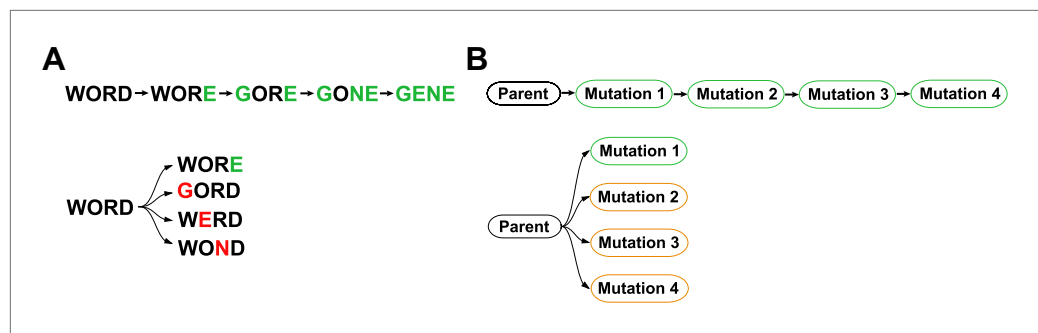 A
WORD WORE GORE GONE GENE
WORD
WORE
GORD
WERD
WOND
B
Parent Mutation 1 Mutation 2 Mutation 3 Mutation 4
Parent
Mutation 1
Mutation 2
Mutation 3
Mutation 4